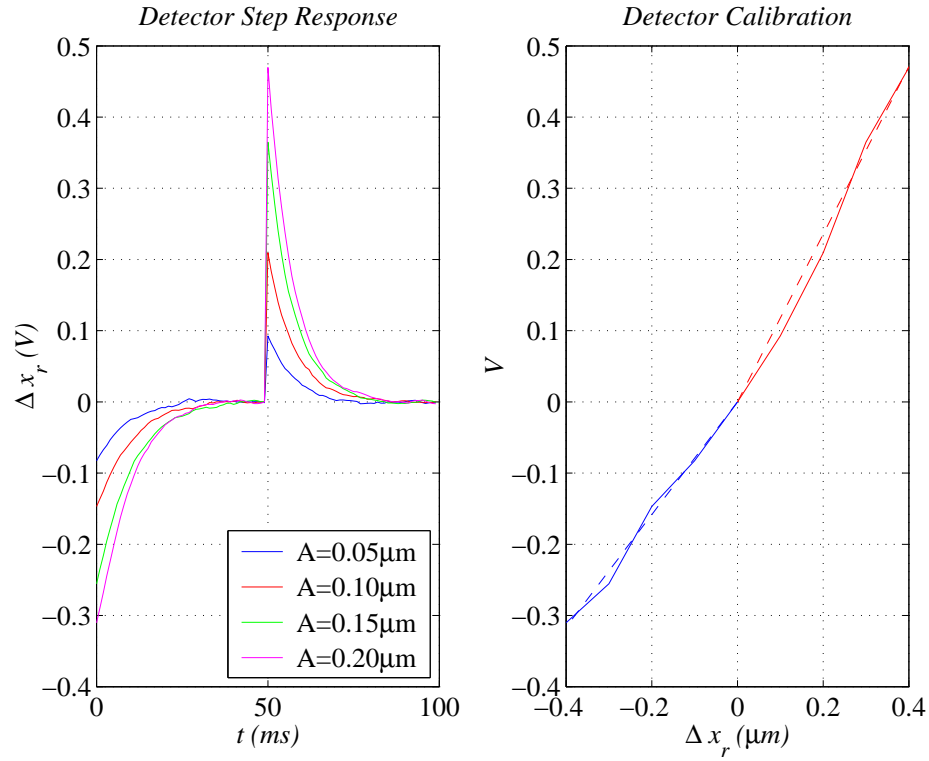 Detector Step Response
Δ x_r (V)
0.5
0.4
0.3
0.2
0.1
0
−0.1
−0.2
−0.3
−0.4
0
50
100
t (ms)
A=0.05μm
A=0.10μm
A=0.15μm
A=0.20μm
Detector Calibration
V
0.5
0.4
0.3
0.2
0.1
0
−0.1
−0.2
−0.3
−0.4
−0.4
−0.2
0
0.2
0.4
Δ x_r (μm)